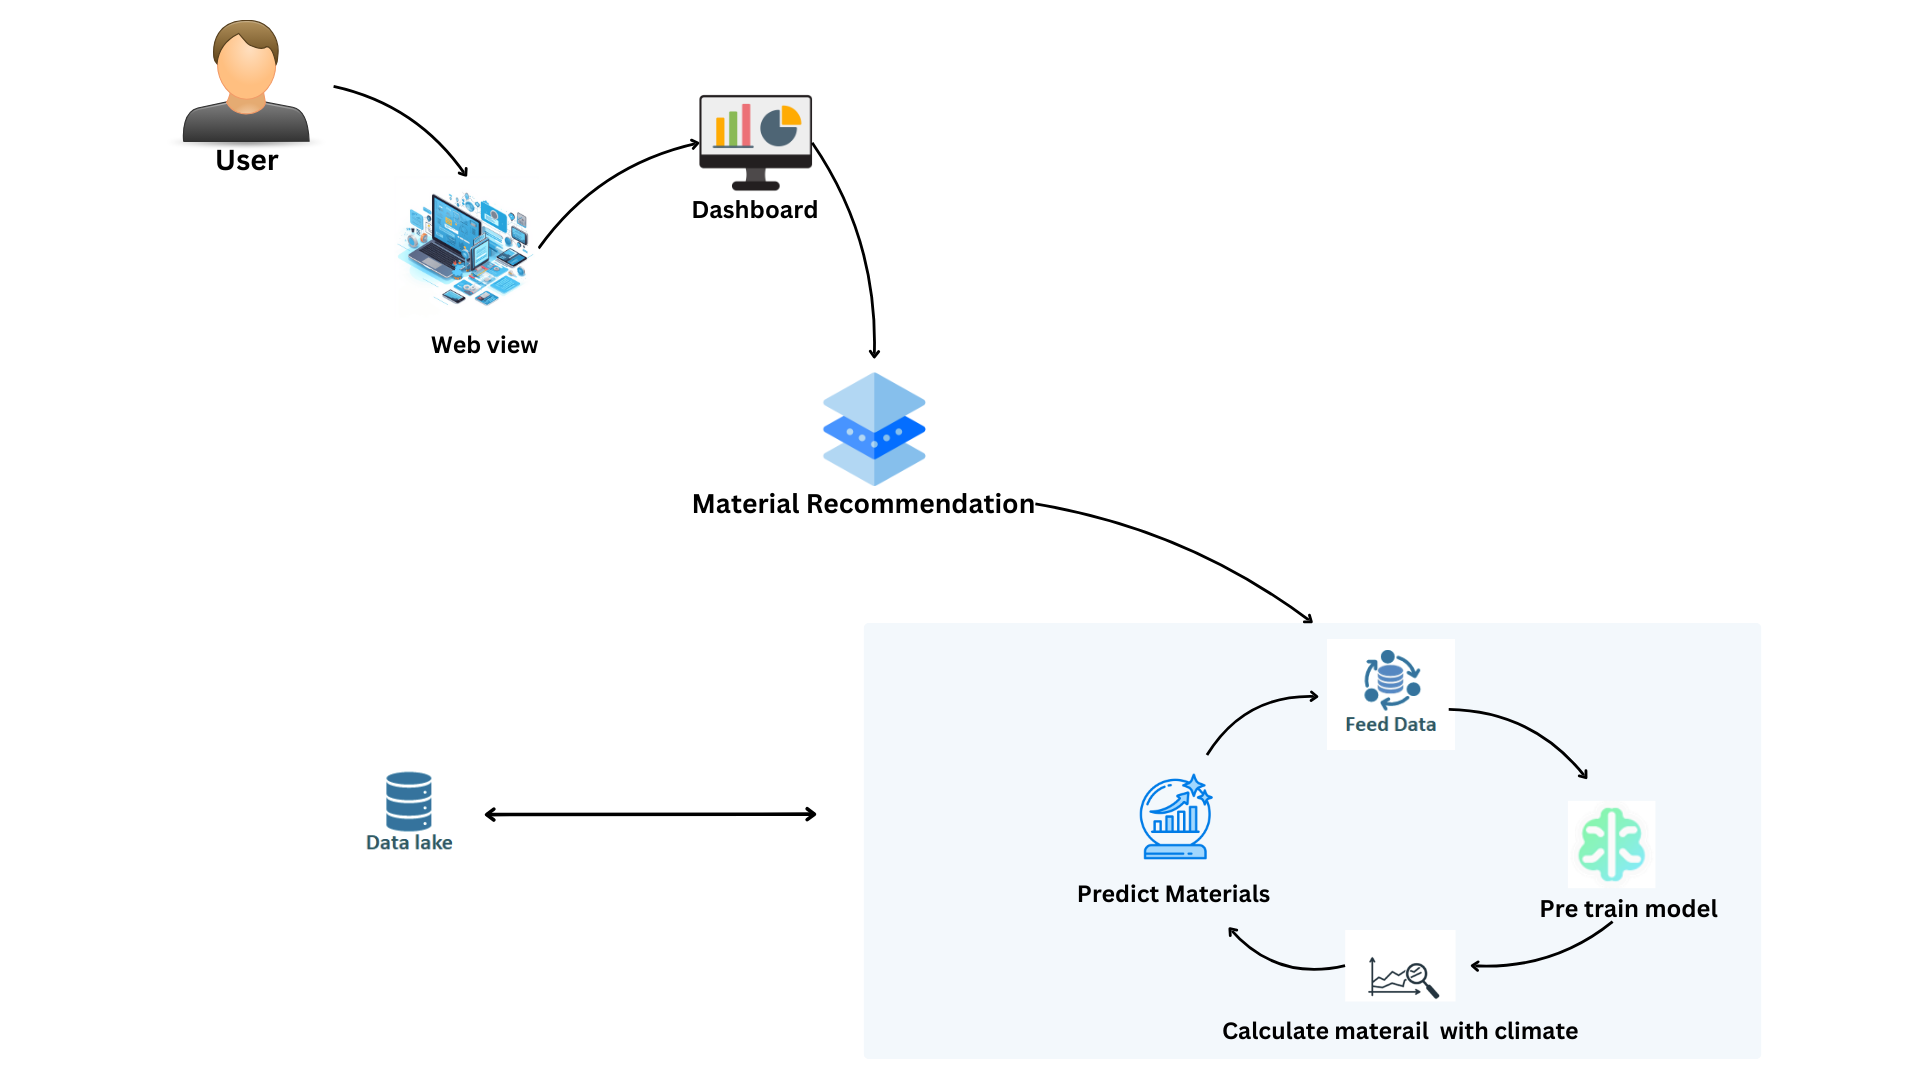 User
Dashboard
Web view
Material Recommendation
Feed Data
Data lake
Predict Materials
Pre train model
Calculate materail  with climate